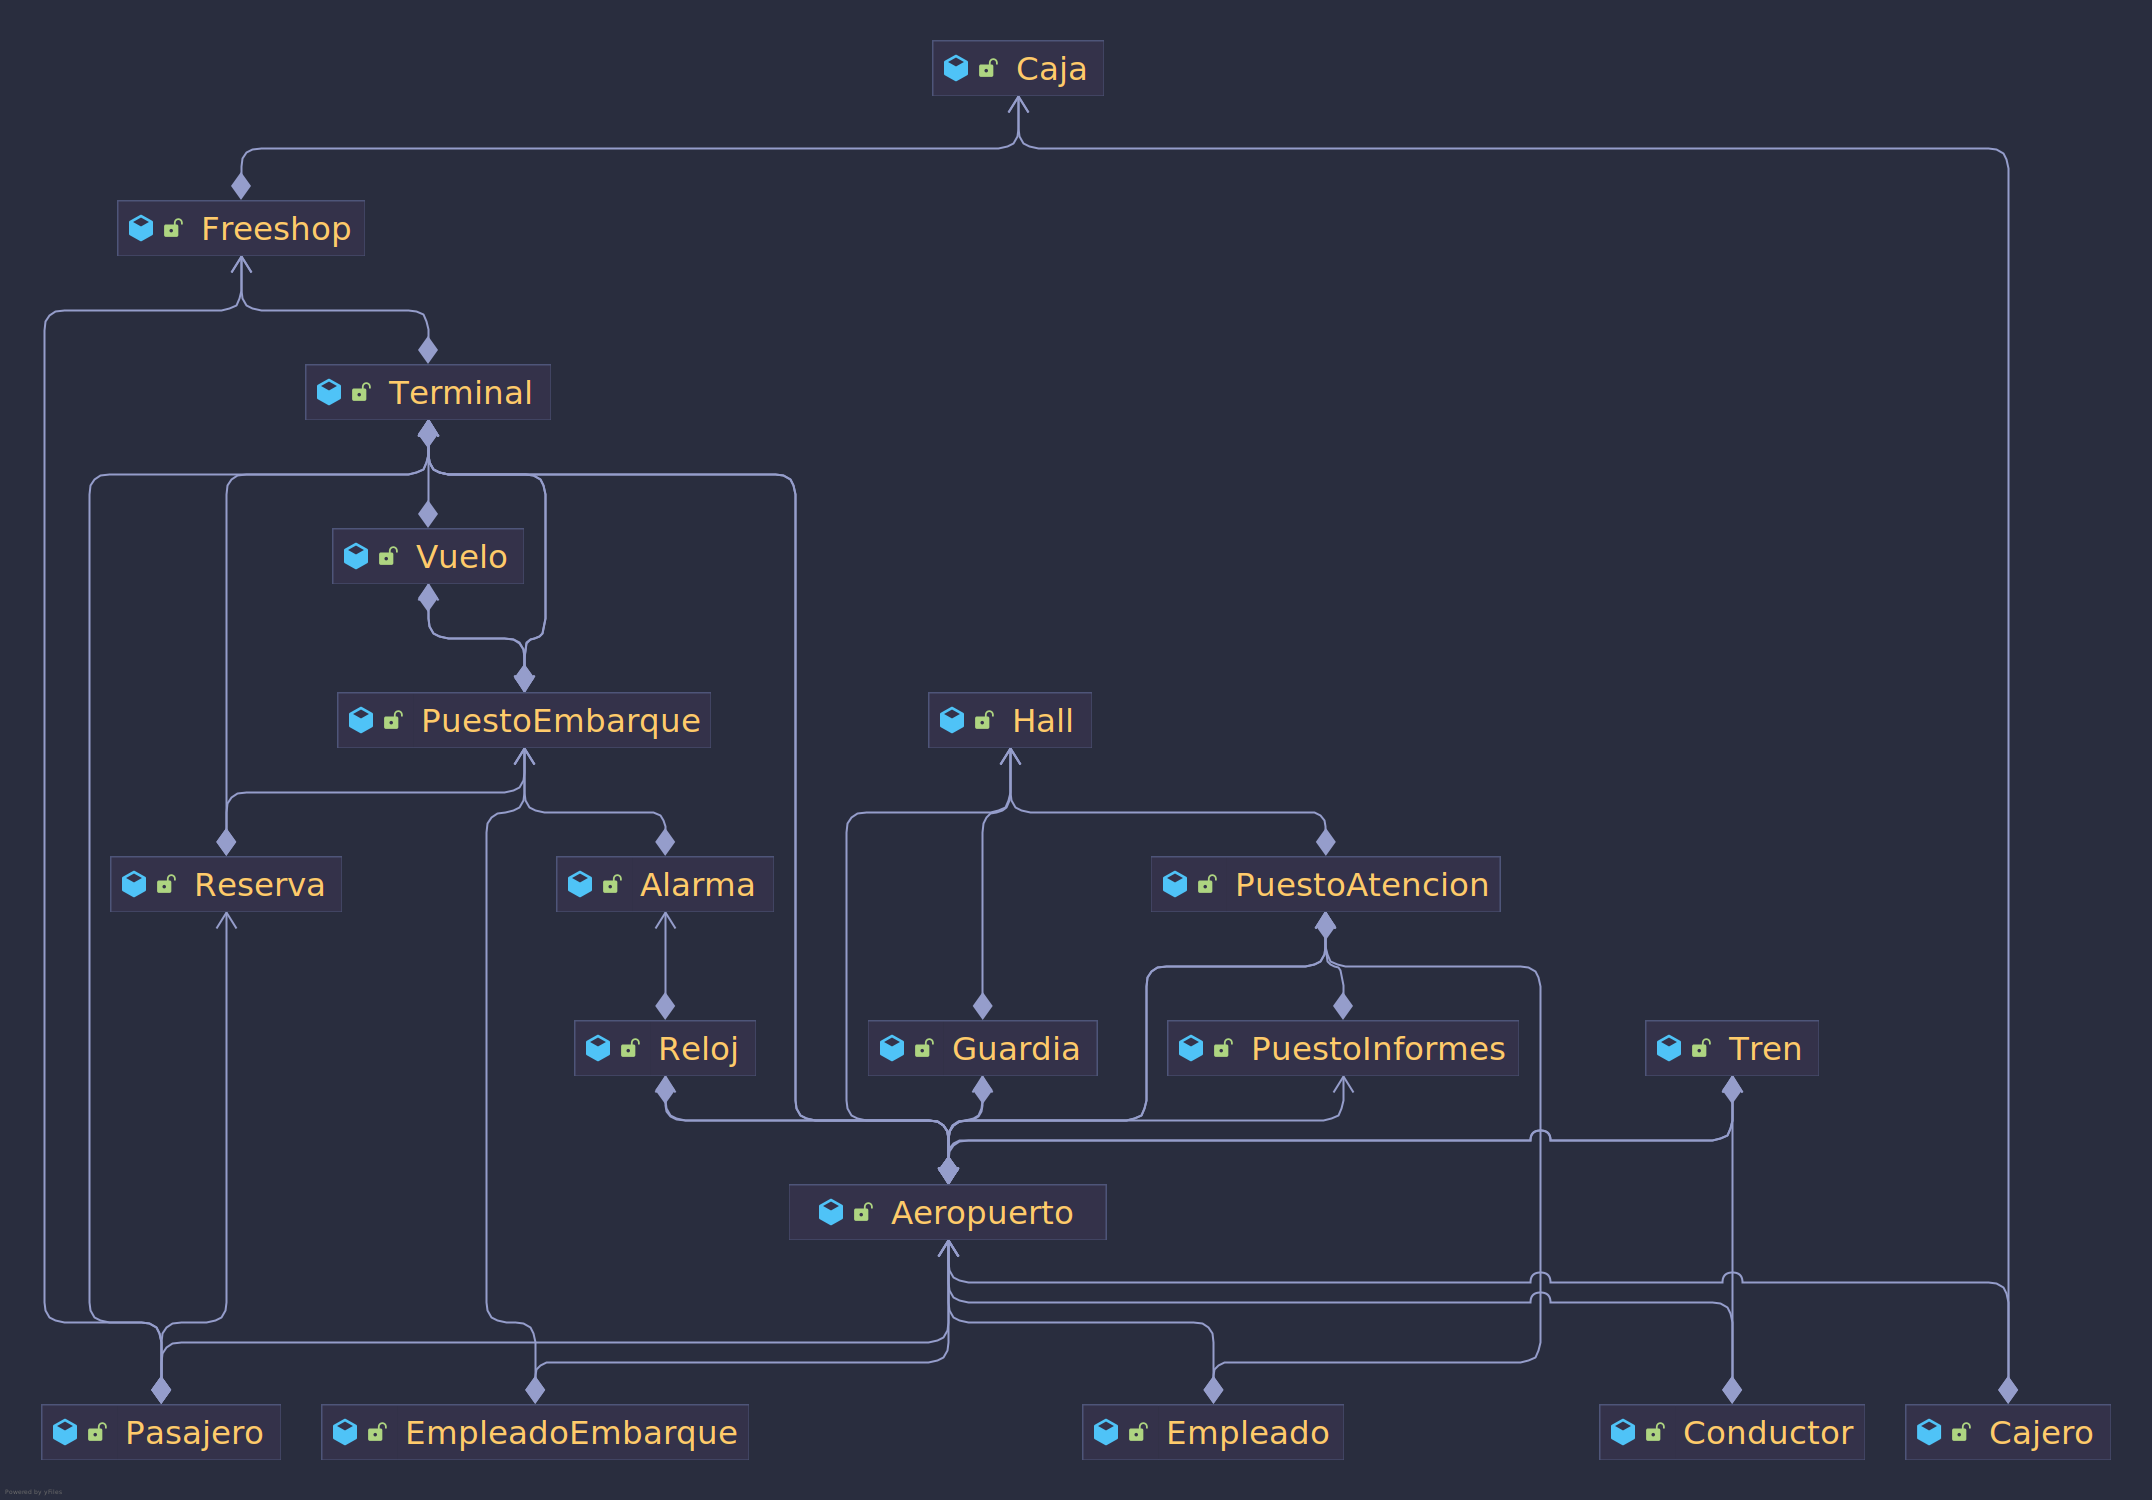 Caja
Freeshop
Terminal
Vuelo
PuestoEmbarque
Hall
Reserva
Alarma
PuestoAtencion
Reloj
Guardia
PuestoInformes
Tren
Aeropuerto
Pasajero
EmpleadoEmbarque
Empleado
Conductor
Cajero
Powered by yFiles